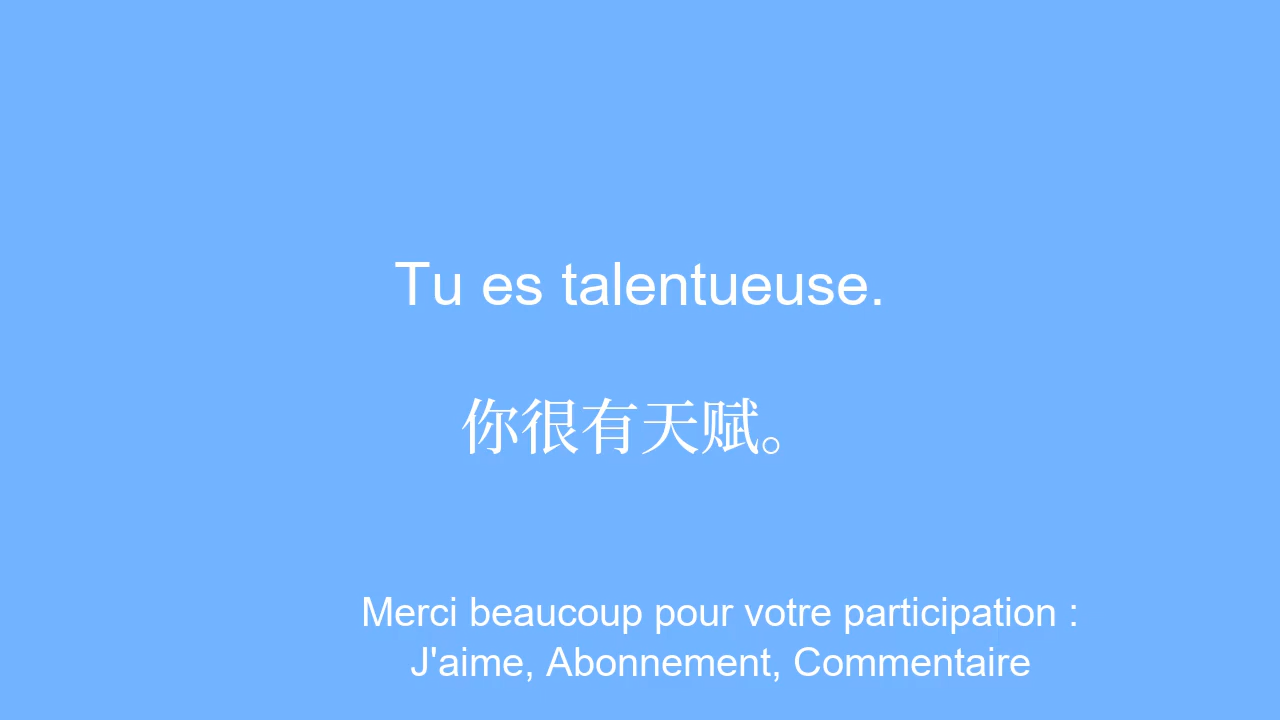 Tu es talentueuse.
你很有天赋。
Merci beaucoup pour votre participation :
J'aime, Abonnement, Commentaire